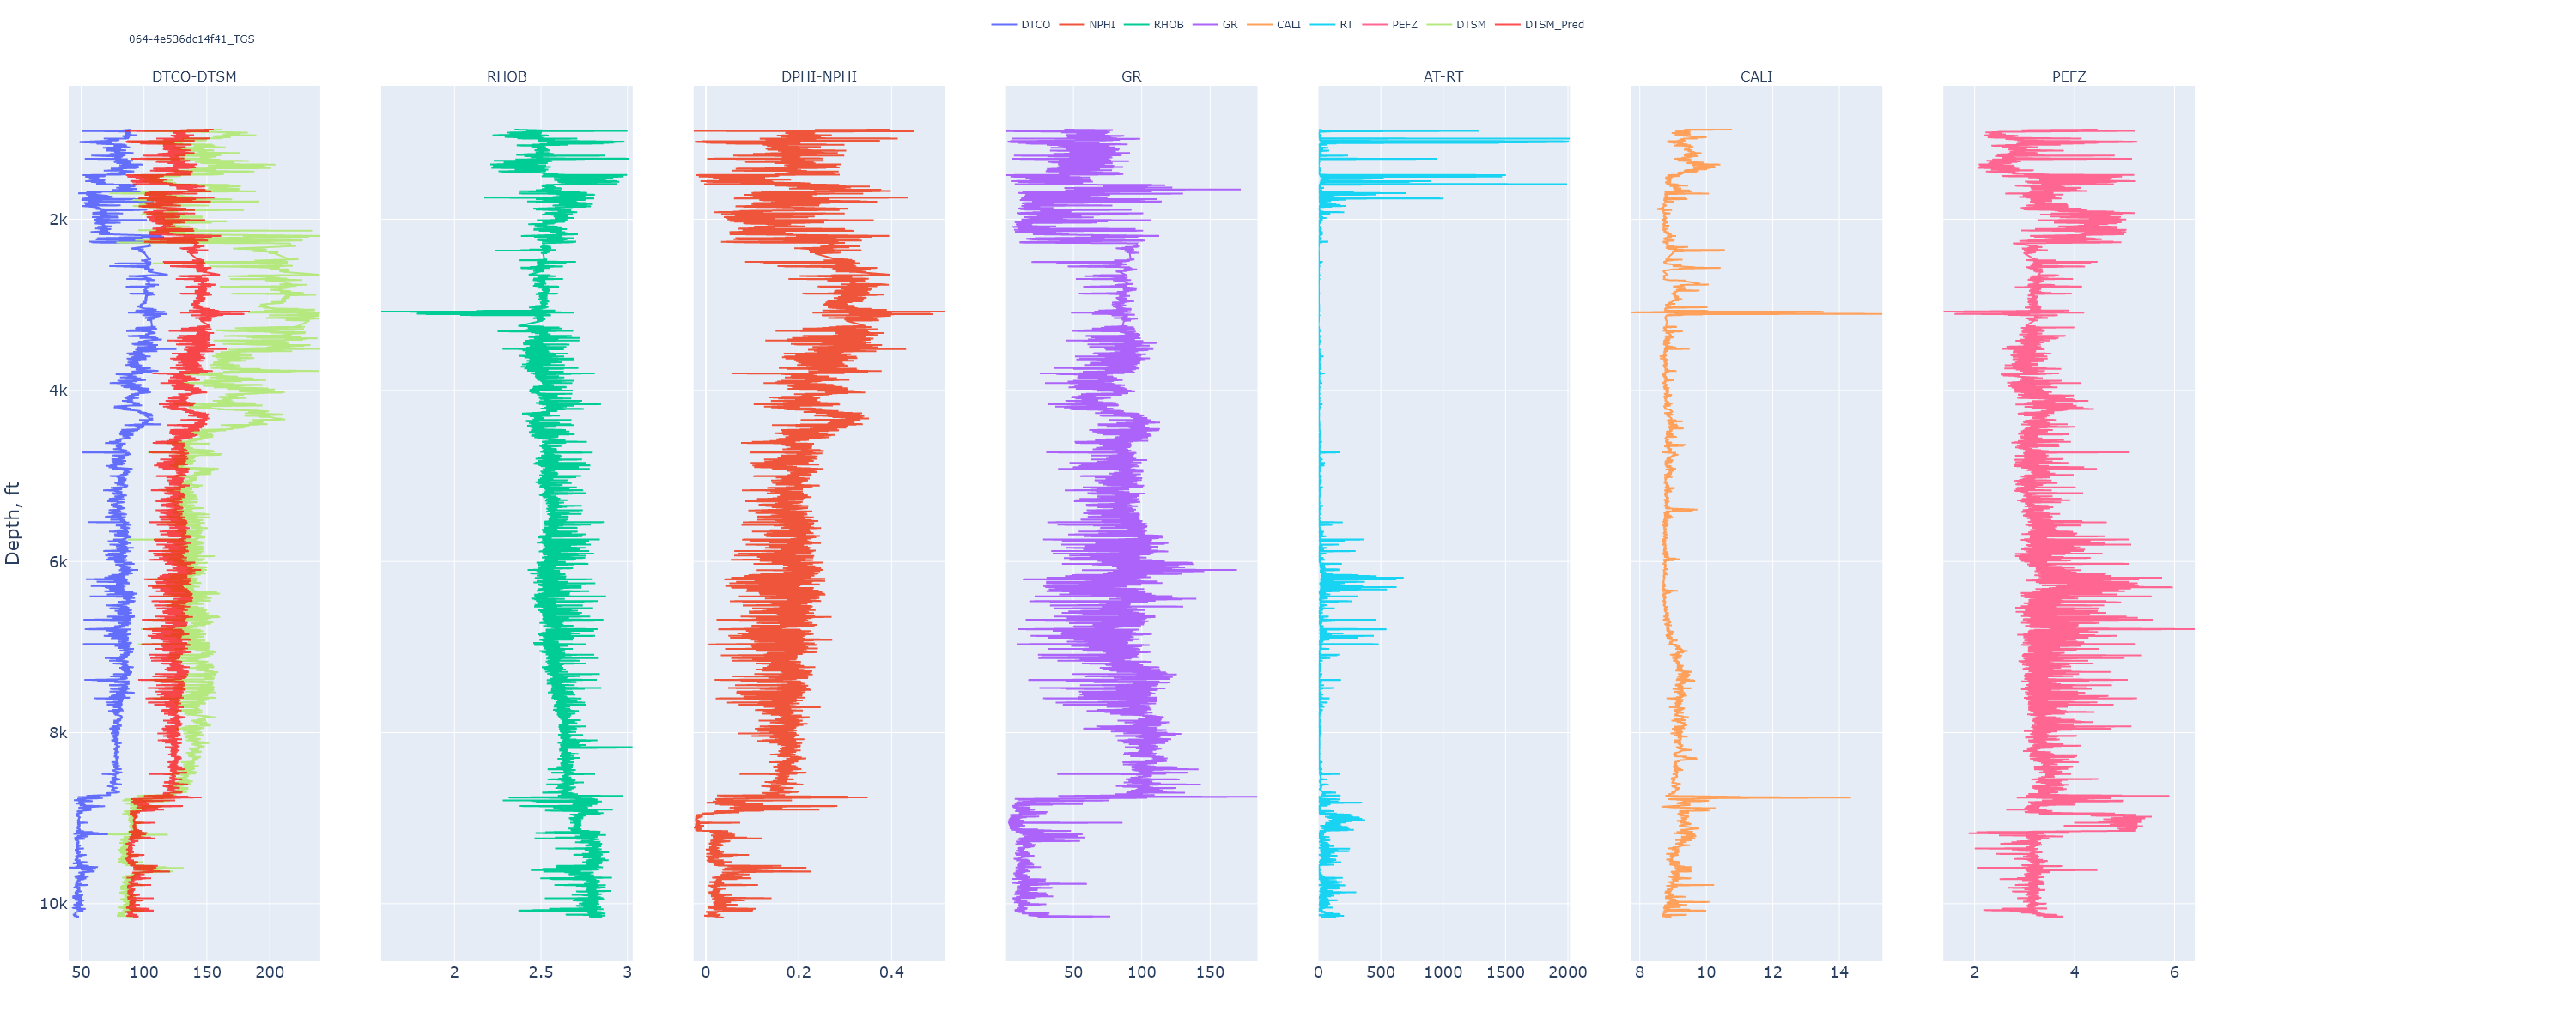 DTCO NPHI RHOB GR CALI RT PEFZ DTSM DTSM_Pred
064-4e536dc14f41_TGS
DTCO-DTSM RHOB DPHI-NPHI GR AT-RT CALI PEFZ
Depth, ft
2k
4k
6k
8k
10k
50 100 150 200 2 2.5 3 0 0.2 0.4 50 100 150 0 500 1000 1500 2000 8 10 12 14 2 4 6